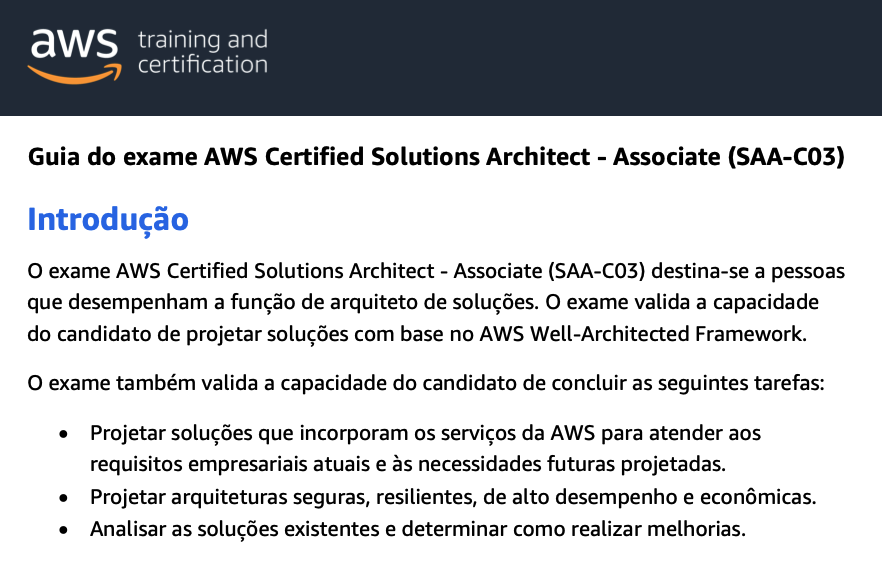 aws training and
certification
Guia do exame AWS Certified Solutions Architect - Associate (SAA-C03)
Introdução
O exame AWS Certified Solutions Architect - Associate (SAA-C03) destina-se a pessoas
que desempenham a função de arquiteto de soluções. O exame valida a capacidade
do candidato de projetar soluções com base no AWS Well-Architected Framework.
O exame também valida a capacidade do candidato de concluir as seguintes tarefas:
• Projetar soluções que incorporam os serviços da AWS para atender aos
requisitos empresariais atuais e às necessidades futuras projetadas.
• Projetar arquiteturas seguras, resilientes, de alto desempenho e econômicas.
• Analisar as soluções existentes e determinar como realizar melhorias.